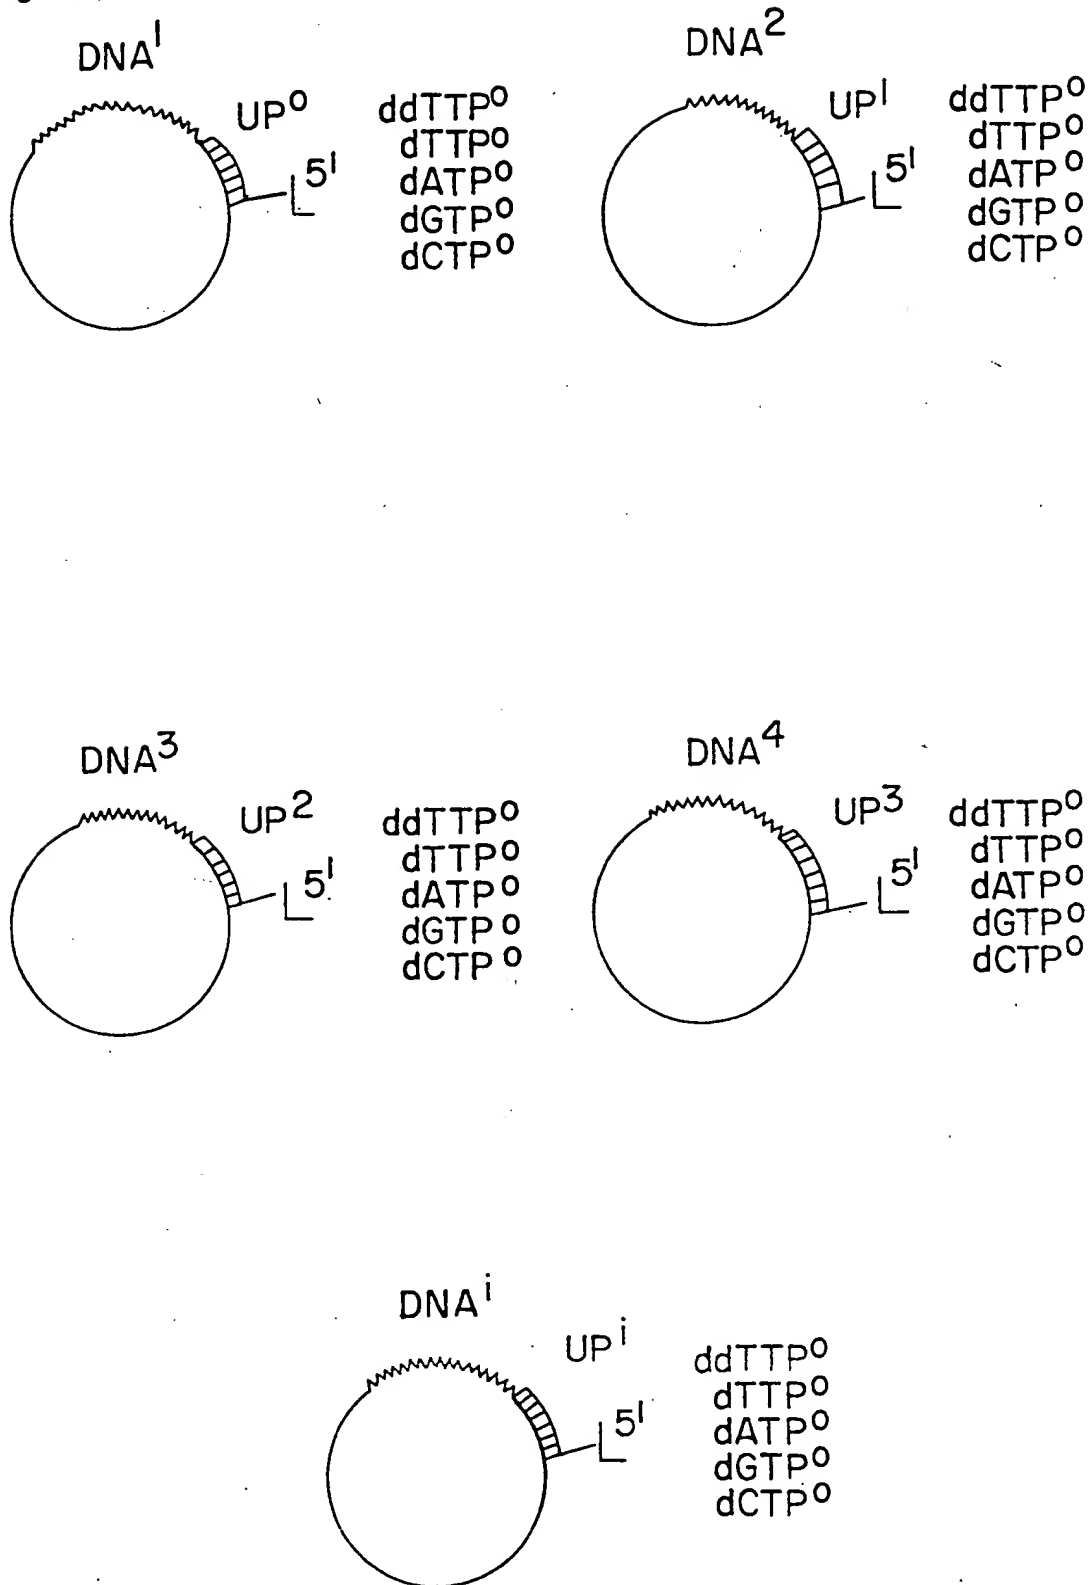 DNA¹
UP⁰
5'
L
ddTTP⁰
dTTP⁰
dATP⁰
dGTP⁰
dCTP⁰
DNA²
UP¹
5'
L
ddTTP⁰
dTTP⁰
dATP⁰
dGTP⁰
dCTP⁰
DNA³
UP²
5'
L
ddTTP⁰
dTTP⁰
dATP⁰
dGTP⁰
dCTP⁰
DNA⁴
UP³
5'
L
ddTTP⁰
dTTP⁰
dATP⁰
dGTP⁰
dCTP⁰
DNAⁱ
UPⁱ
5'
L
ddTTP⁰
dTTP⁰
dATP⁰
dGTP⁰
dCTP⁰